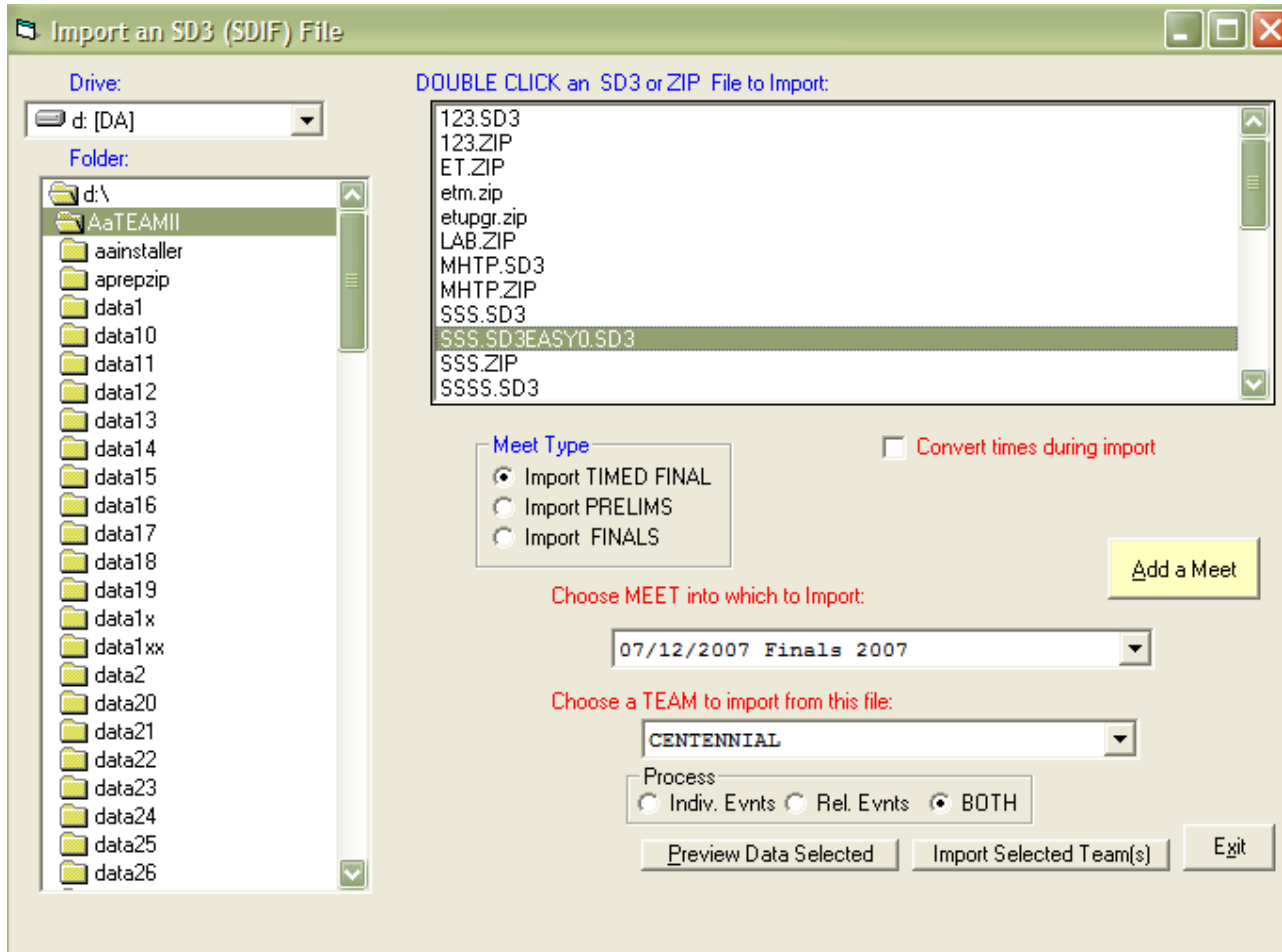 Import an SD3 (SDIF) File
Drive:
d: [DA]
Folder:
d:\
AaTEAMII
aainstaller
aprepzip
data1
data10
data11
data12
data13
data14
data15
data16
data17
data18
data19
data1x
data1xx
data2
data20
data21
data22
data23
data24
data25
data26
DOUBLE CLICK an SD3 or ZIP File to Import:
123.SD3
123.ZIP
ET.ZIP
etm.zip
etupgr.zip
LAB.ZIP
MHTP.SD3
MHTP.ZIP
SSS.SD3
SSS.SD3EASY0.SD3
SSS.ZIP
SSSS.SD3
Meet Type
Import TIMED FINAL
Import PRELIMS
Import FINALS
Convert times during import
Add a Meet
Choose MEET into which to Import:
07/12/2007 Finals 2007
Choose a TEAM to import from this file:
CENTENNIAL
Process
Indiv. Evnts Rel. Evnts BOTH
Preview Data Selected Import Selected Team(s) Exit